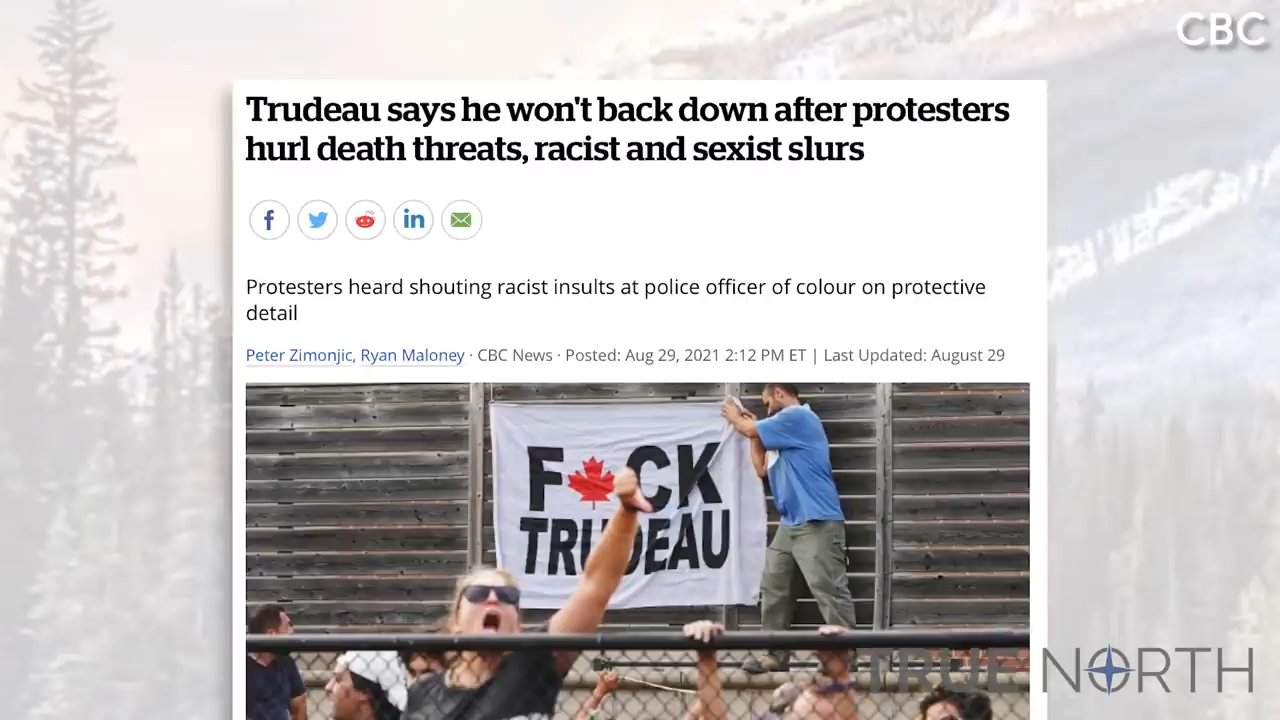 CBC
Trudeau says he won't back down after protesters
hurl death threats, racist and sexist slurs
Protesters heard shouting racist insults at police officer of colour on protective
detail
Peter Zimonjic, Ryan Maloney · CBC News · Posted: Aug 29, 2021 2:12 PM ET | Last Updated: August 29
F CK
TRUDEAU
TRUE NORTH